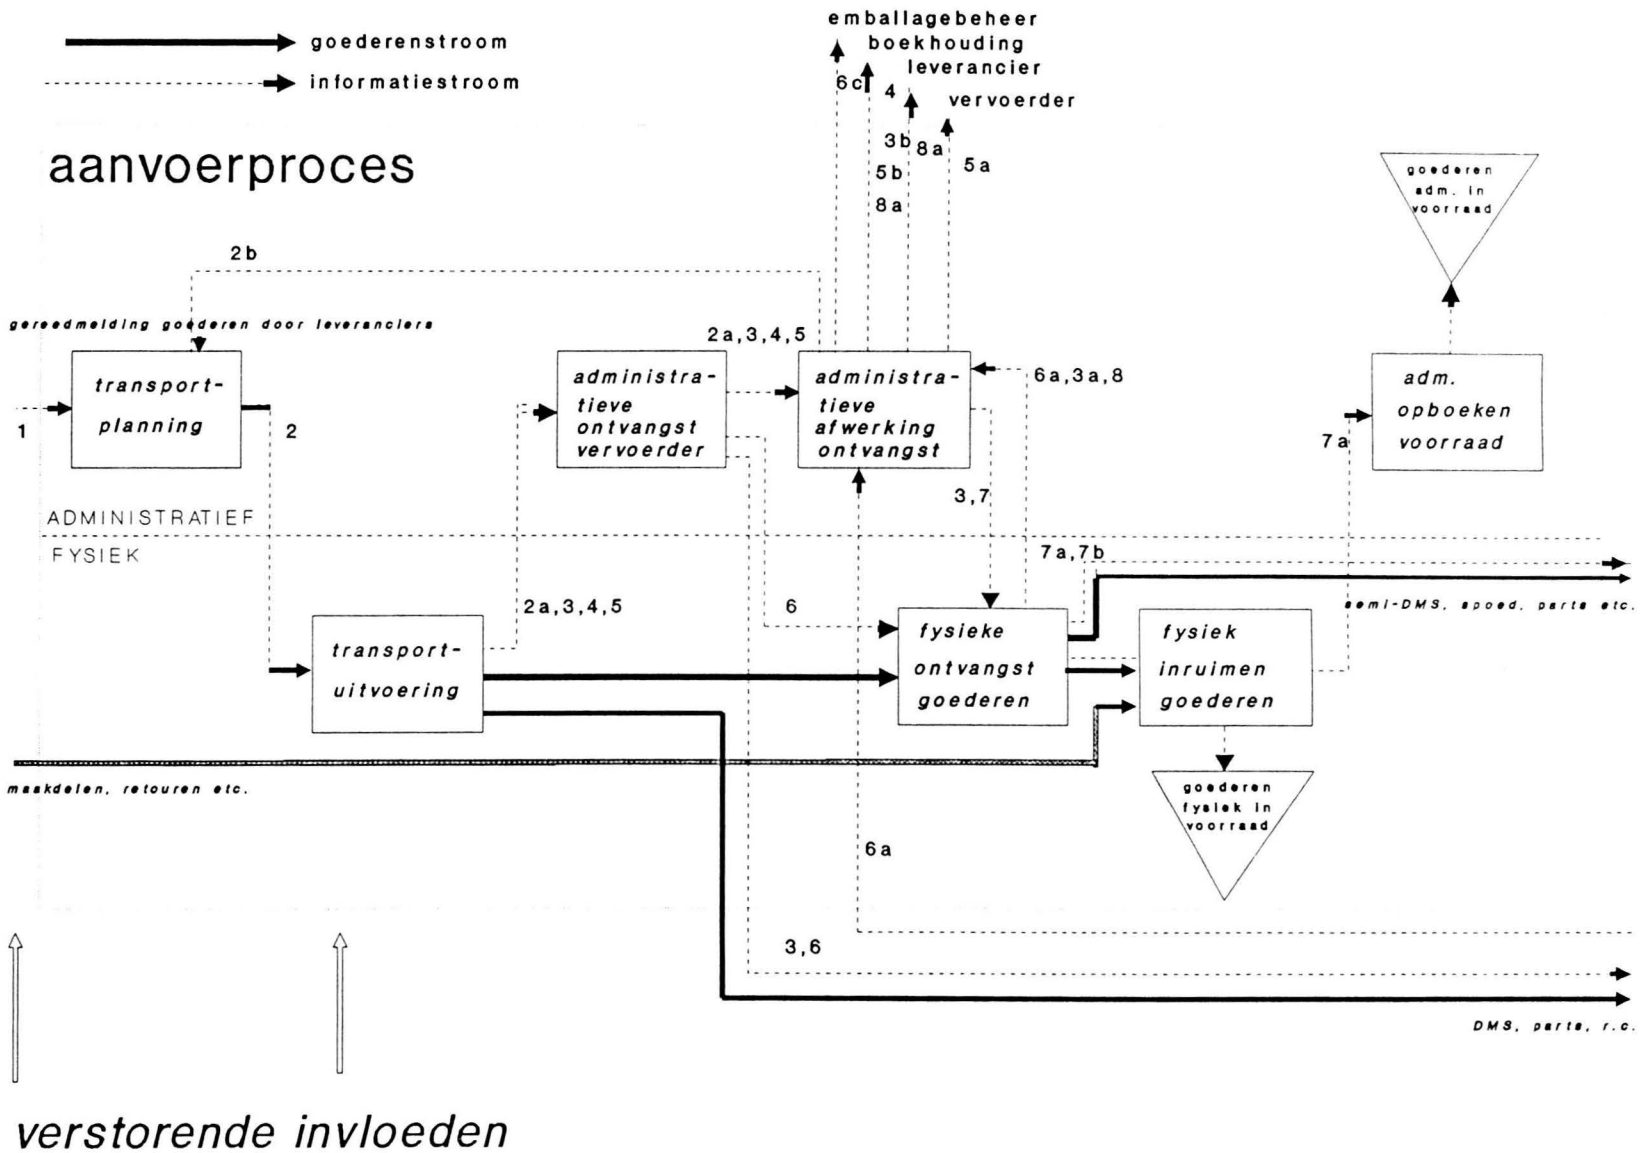 emballagebeheer
goederenstroom
boekhouding
leverancier
informatiestroom
6c
4
vervoerder
3b
8a
5a
5b
8a
aanvoerproces
goederen
adm. in
voorraad
2b
gereedmelding goederen door leveranciers
2a,3,4,5
transport-
planning
1
2
administra-
tieve
ontvangst
vervoerder
administra-
tieve
afwerking
ontvangst
6a,3a,8
adm.
opboeken
voorraad
7a
3,7
ADMINISTRATIEF
FYSIEK
7a,7b
2a,3,4,5
6
semi-DMS, spoed, parts etc.
transport-
uitvoering
fysieke
ontvangst
goederen
fysiek
inruimen
goederen
maakdelen, retouren etc.
goederen
fysiek in
voorraad
6a
3,6
DMS, parts, r.c.
verstorende invloeden